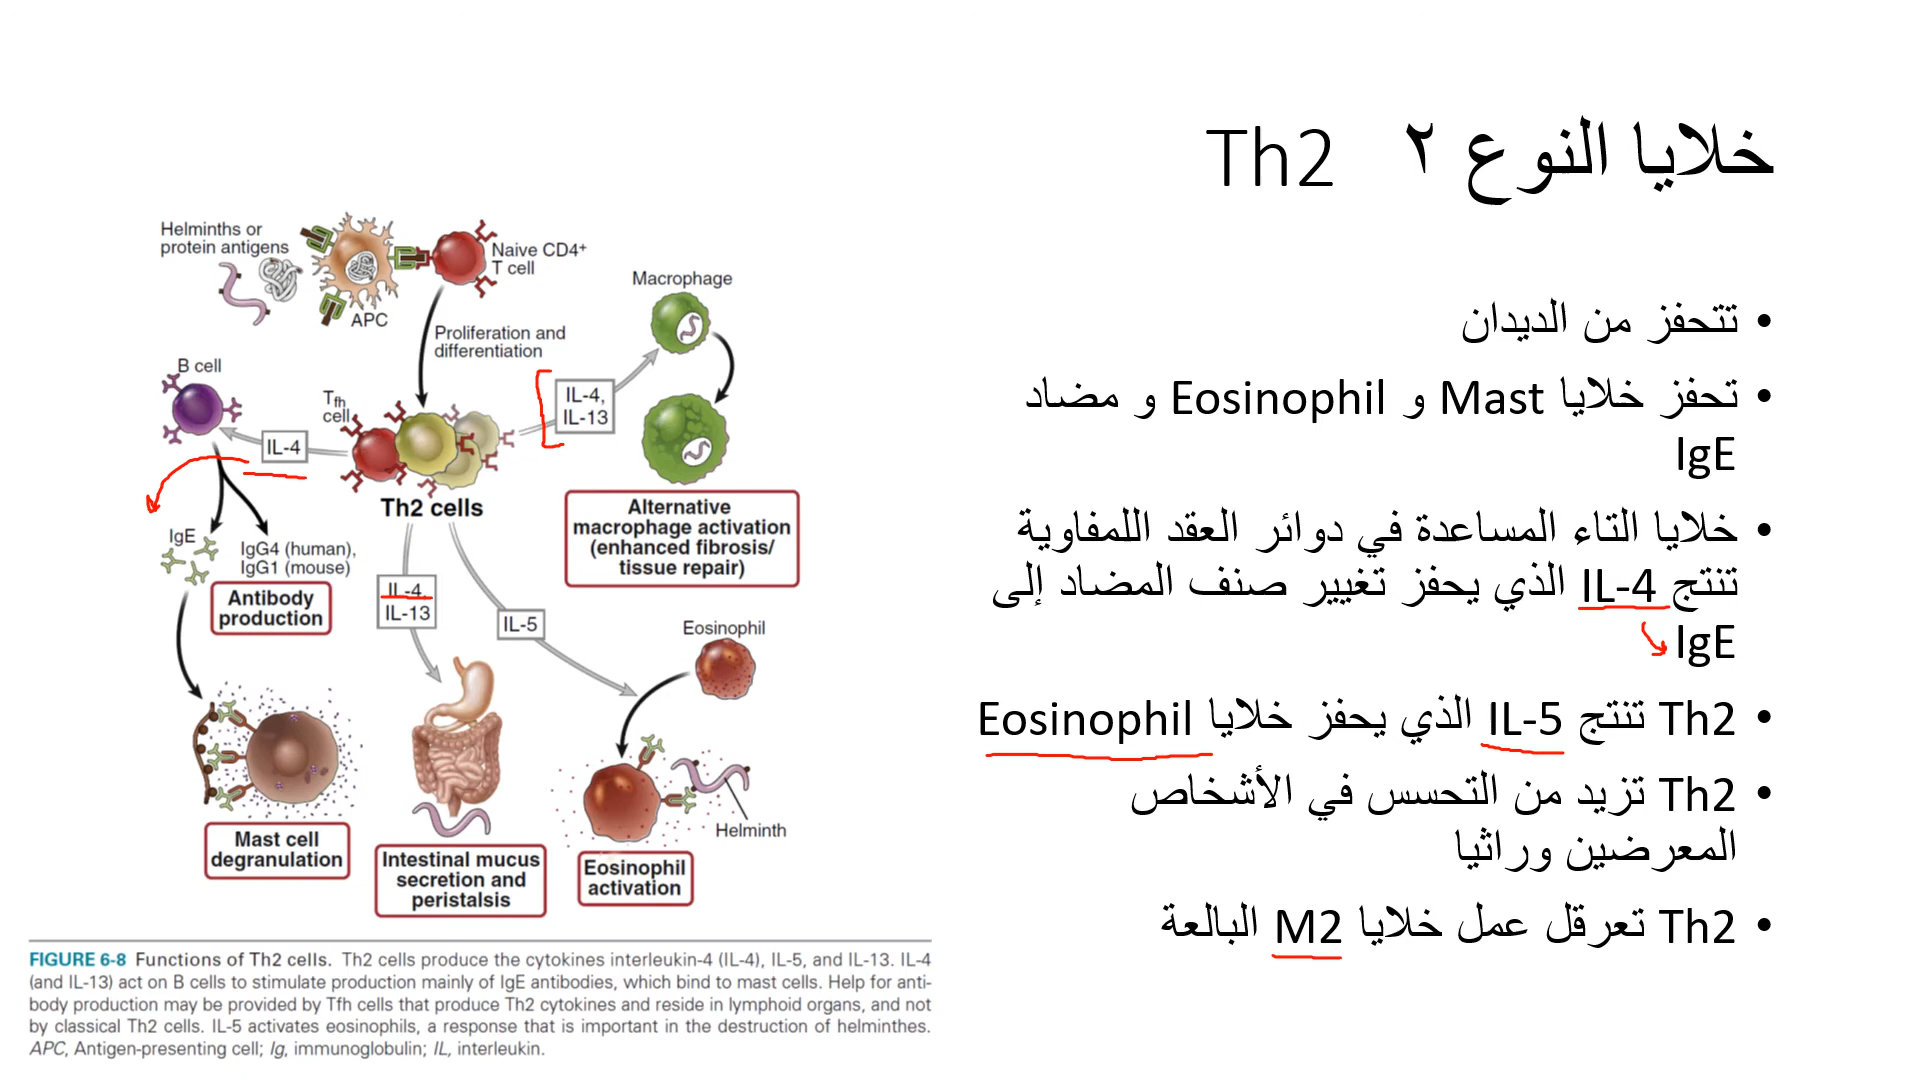 خلايا النوع ٢ Th2
• تتحفز من الديدان
• تحفز خلايا Mast و Eosinophil و مضاد
IgE
• خلايا التاء المساعدة في دوائر العقد اللمفاوية
تنتج IL-4 الذي يحفز تغيير صنف المضاد إلى
IgE
• Th2 تنتج IL-5 الذي يحفز خلايا Eosinophil
• Th2 تزيد من التحسس في الأشخاص
المعرضين وراثيا
• Th2 تعرقل عمل خلايا M2 البالعة
Helminths or
protein antigens
APC
Naive CD4+
T cell
Proliferation and
differentiation
Macrophage
B cell
Tfh
cell
IL-4,
IL-13
IL-4
Th2 cells
Alternative
macrophage activation
(enhanced fibrosis/
tissue repair)
IgE
IgG4 (human),
IgG1 (mouse)
Antibody
production
IL-4,
IL-13
IL-5
Eosinophil
Helminth
Mast cell
degranulation
Intestinal mucus
secretion and
peristalsis
Eosinophil
activation
FIGURE 6-8 Functions of Th2 cells. Th2 cells produce the cytokines interleukin-4 (IL-4), IL-5, and IL-13. IL-4
(and IL-13) act on B cells to stimulate production mainly of IgE antibodies, which bind to mast cells. Help for anti-
body production may be provided by Tfh cells that produce Th2 cytokines and reside in lymphoid organs, and not
by classical Th2 cells. IL-5 activates eosinophils, a response that is important in the destruction of helminthes.
APC, Antigen-presenting cell; Ig, immunoglobulin; IL, interleukin.